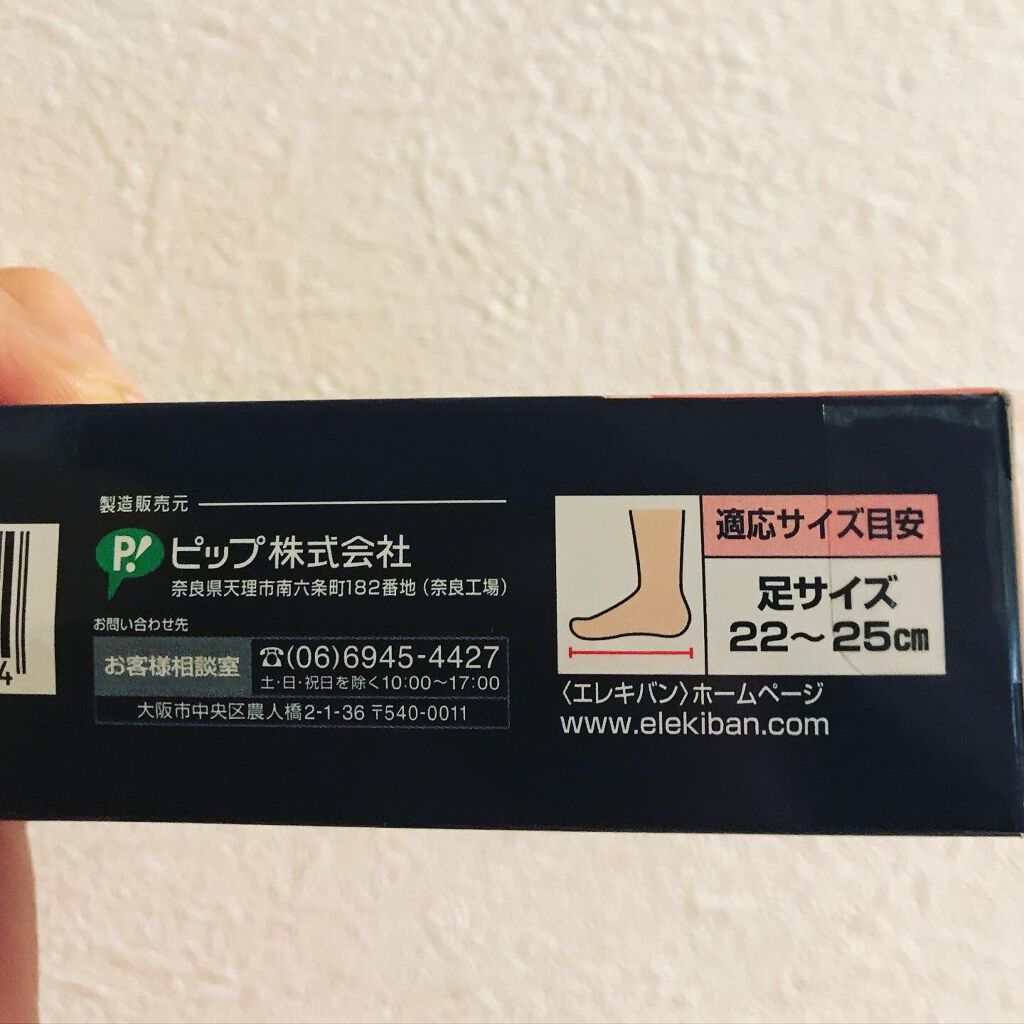 4
製造販売元
P!
ピップ株式会社
奈良県天理市南六条町182番地（奈良工場）
お問い合わせ先
お客様相談室
☎(06)6945-4427
土・日・祝日を除く10:00〜17:00
大阪市中央区農人橋2-1-36 〒540-0011
適応サイズ目安
足サイズ
22〜25cm
〈エレキバン〉ホームページ
www.elekiban.com